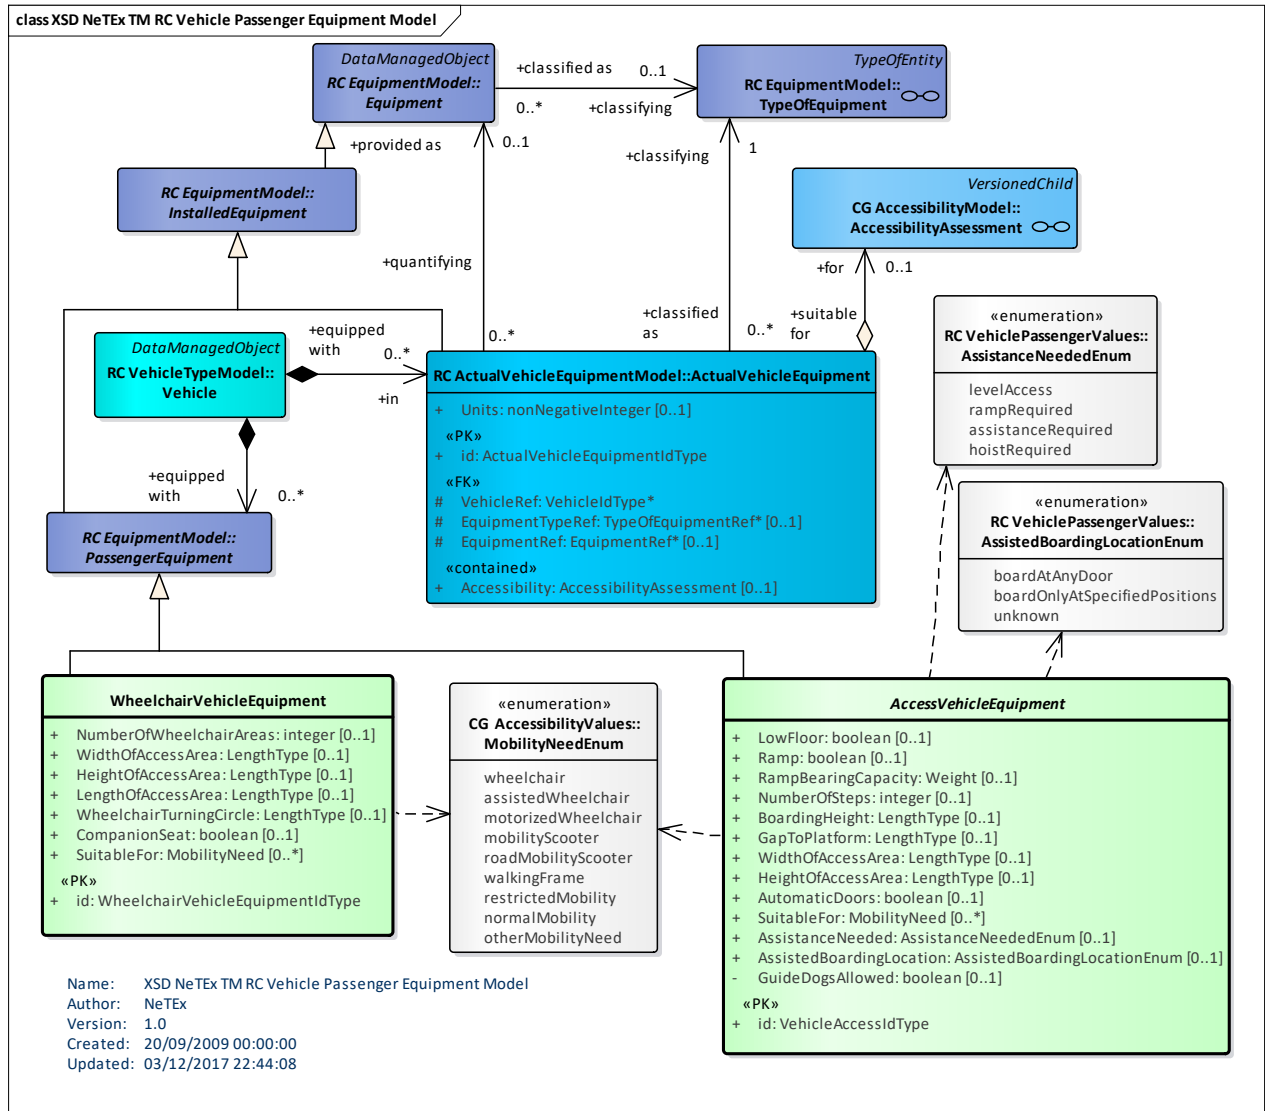 class XSD NeTEx TM RC Vehicle Passenger Equipment Model
DataManagedObject
RC EquipmentModel::
Equipment
+classified as
0..1
0..*
+classifying
TypeOfEntity
RC EquipmentModel::
TypeOfEquipment
+provided as
0..1
+classifying
1
RC EquipmentModel::
InstalledEquipment
VersionedChild
CG AccessibilityModel::
AccessibilityAssessment
+quantifying
+for
0..1
+equipped
with
0..*
0..*
+classified
as
0..*
+suitable
for
+in
DataManagedObject
RC VehicleTypeModel::
Vehicle
+equipped
with
0..*
RC EquipmentModel::
PassengerEquipment
RC ActualVehicleEquipmentModel::ActualVehicleEquipment
+ Units: nonNegativeInteger [0..1]
«PK»
+ id: ActualVehicleEquipmentIdType
«FK»
# VehicleRef: VehicleIdType*
# EquipmentTypeRef: TypeOfEquipmentRef* [0..1]
# EquipmentRef: EquipmentRef* [0..1]
«contained»
+ Accessibility: AccessibilityAssessment [0..1]
«enumeration»
RC VehiclePassengerValues::
AssistanceNeededEnum
levelAccess
rampRequired
assistanceRequired
hoistRequired
«enumeration»
RC VehiclePassengerValues::
AssistedBoardingLocationEnum
boardAtAnyDoor
boardOnlyAtSpecifiedPositions
unknown
WheelchairVehicleEquipment
+ NumberOfWheelchairAreas: integer [0..1]
+ WidthOfAccessArea: LengthType [0..1]
+ HeightOfAccessArea: LengthType [0..1]
+ LengthOfAccessArea: LengthType [0..1]
+ WheelchairTurningCircle: LengthType [0..1]
+ CompanionSeat: boolean [0..1]
+ SuitableFor: MobilityNeed [0..*]
«PK»
+ id: WheelchairVehicleEquipmentIdType
«enumeration»
CG AccessibilityValues::
MobilityNeedEnum
wheelchair
assistedWheelchair
motorizedWheelchair
mobilityScooter
roadMobilityScooter
walkingFrame
restrictedMobility
normalMobility
otherMobilityNeed
AccessVehicleEquipment
+ LowFloor: boolean [0..1]
+ Ramp: boolean [0..1]
+ RampBearingCapacity: Weight [0..1]
+ NumberOfSteps: integer [0..1]
+ BoardingHeight: LengthType [0..1]
+ GapToPlatform: LengthType [0..1]
+ WidthOfAccessArea: LengthType [0..1]
+ HeightOfAccessArea: LengthType [0..1]
+ AutomaticDoors: boolean [0..1]
+ SuitableFor: MobilityNeed [0..*]
+ AssistanceNeeded: AssistanceNeededEnum [0..1]
+ AssistedBoardingLocation: AssistedBoardingLocationEnum [0..1]
- GuideDogsAllowed: boolean [0..1]
«PK»
+ id: VehicleAccessIdType
Name: XSD NeTEx TM RC Vehicle Passenger Equipment Model
Author: NeTEx
Version: 1.0
Created: 20/09/2009 00:00:00
Updated: 03/12/2017 22:44:08